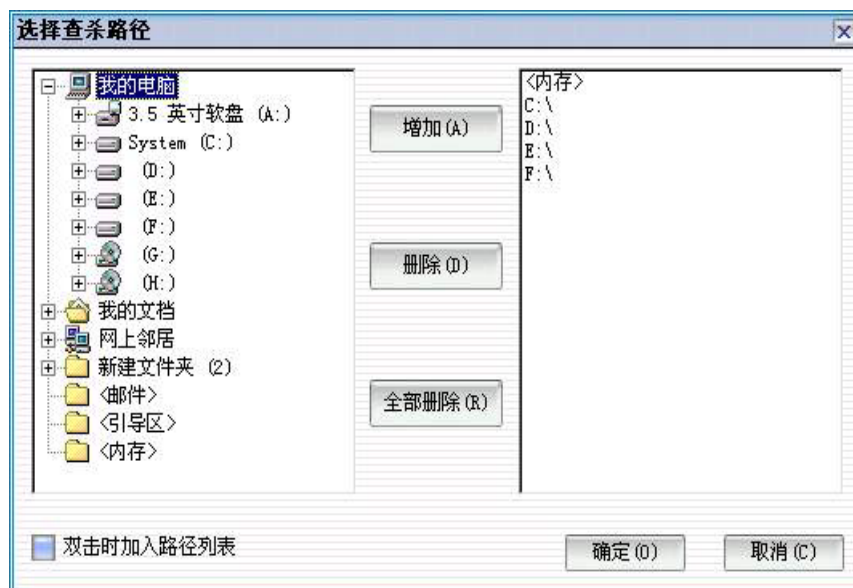 选择查杀路径
我的电脑
3.5 英寸软盘 (A:)
System (C:)
(D:)
(E:)
(F:)
(G:)
(H:)
我的文档
网上邻居
新建文件夹 (2)
<邮件>
<引导区>
<内存>
增加(A)
删除(D)
全部删除(R)
<内存>
C:\
D:\
E:\
F:\
双击时加入路径列表
确定(O)
取消(C)